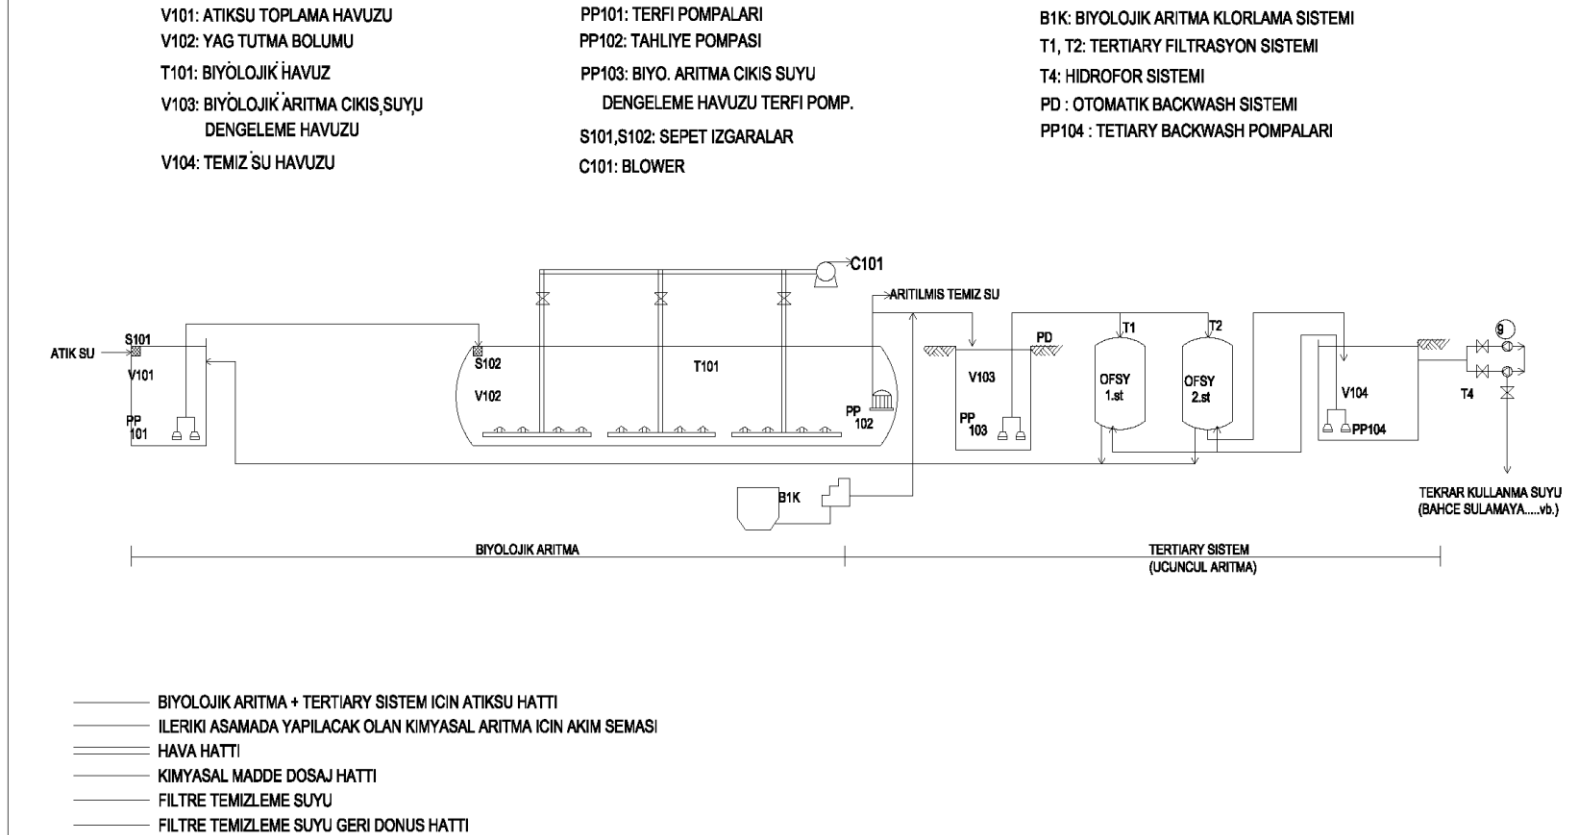 V101: ATIKSU TOPLAMA HAVUZU
V102: YAG TUTMA BOLUMU
T101: BIYOLOJIK HAVUZ
V103: BIYOLOJIK ARITMA CIKIS SUYU
DENGELEME HAVUZU
V104: TEMIZ SU HAVUZU
PP101: TERFI POMPALARI
PP102: TAHLIYE POMPASI
PP103: BIYO. ARITMA CIKIS SUYU
DENGELEME HAVUZU TERFI POMP.
S101,S102: SEPET IZGARALAR
C101: BLOWER
B1K: BIYOLOJIK ARITMA KLORLAMA SISTEMI
T1, T2: TERTIARY FILTRASYON SISTEMI
T4: HIDROFOR SISTEMI
PD : OTOMATIK BACKWASH SISTEMI
PP104 : TETIARY BACKWASH POMPALARI
C101
ARITILMIS TEMIZ SU
ATIK SU
S101
V101
PP
101
S102
V102
T101
PP
102
V103
PP
103
PD
T1
OFSY
1.st
T2
OFSY
2.st
V104
PP104
T4
9
B1K
TEKRAR KULLANMA SUYU
(BAHCE SULAMAYA.....vb.)
BIYOLOJIK ARITMA
TERTIARY SISTEM
(UCUNCUL ARITMA)
BIYOLOJIK ARITMA + TERTIARY SISTEM ICIN ATIKSU HATTI
ILERIKI ASAMADA YAPILACAK OLAN KIMYASAL ARITMA ICIN AKIM SEMASI
HAVA HATTI
KIMYASAL MADDE DOSAJ HATTI
FILTRE TEMIZLEME SUYU
FILTRE TEMIZLEME SUYU GERI DONUS HATTI